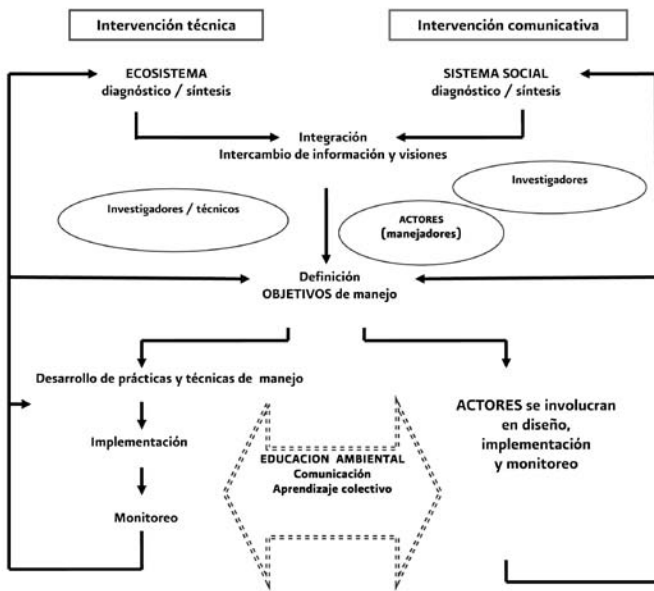 Intervención técnica
Intervención comunicativa
ECOSISTEMA
diagnóstico / síntesis
SISTEMA SOCIAL
diagnóstico / síntesis
Integración
Intercambio de información y visiones
Investigadores / técnicos
Investigadores
ACTORES
(manejadores)
Definición
OBJETIVOS de manejo
Desarrollo de prácticas y técnicas de manejo
Implementación
Monitoreo
EDUCACION AMBIENTAL
Comunicación
Aprendizaje colectivo
ACTORES se involucran
en diseño,
implementación
y monitoreo